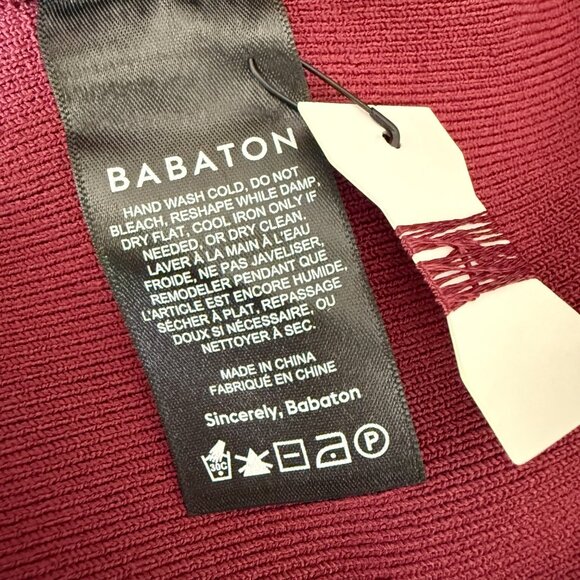 BABATON
HAND WASH COLD, DO NOT
BLEACH, RESHAPE WHILE DAMP,
DRY FLAT, COOL IRON ONLY IF
NEEDED, OR DRY CLEAN.
LAVER À LA MAIN À L'EAU
FROIDE, NE PAS JAVELISER,
REMODELER PENDANT QUE
L'ARTICLE EST ENCORE HUMIDE,
SÉCHER À PLAT, REPASSAGE
DOUX SI NÉCESSAIRE, OU
NETTOYER À SEC.
MADE IN CHINA
FABRIQUÉ EN CHINE
Sincerely, Babaton
30C P